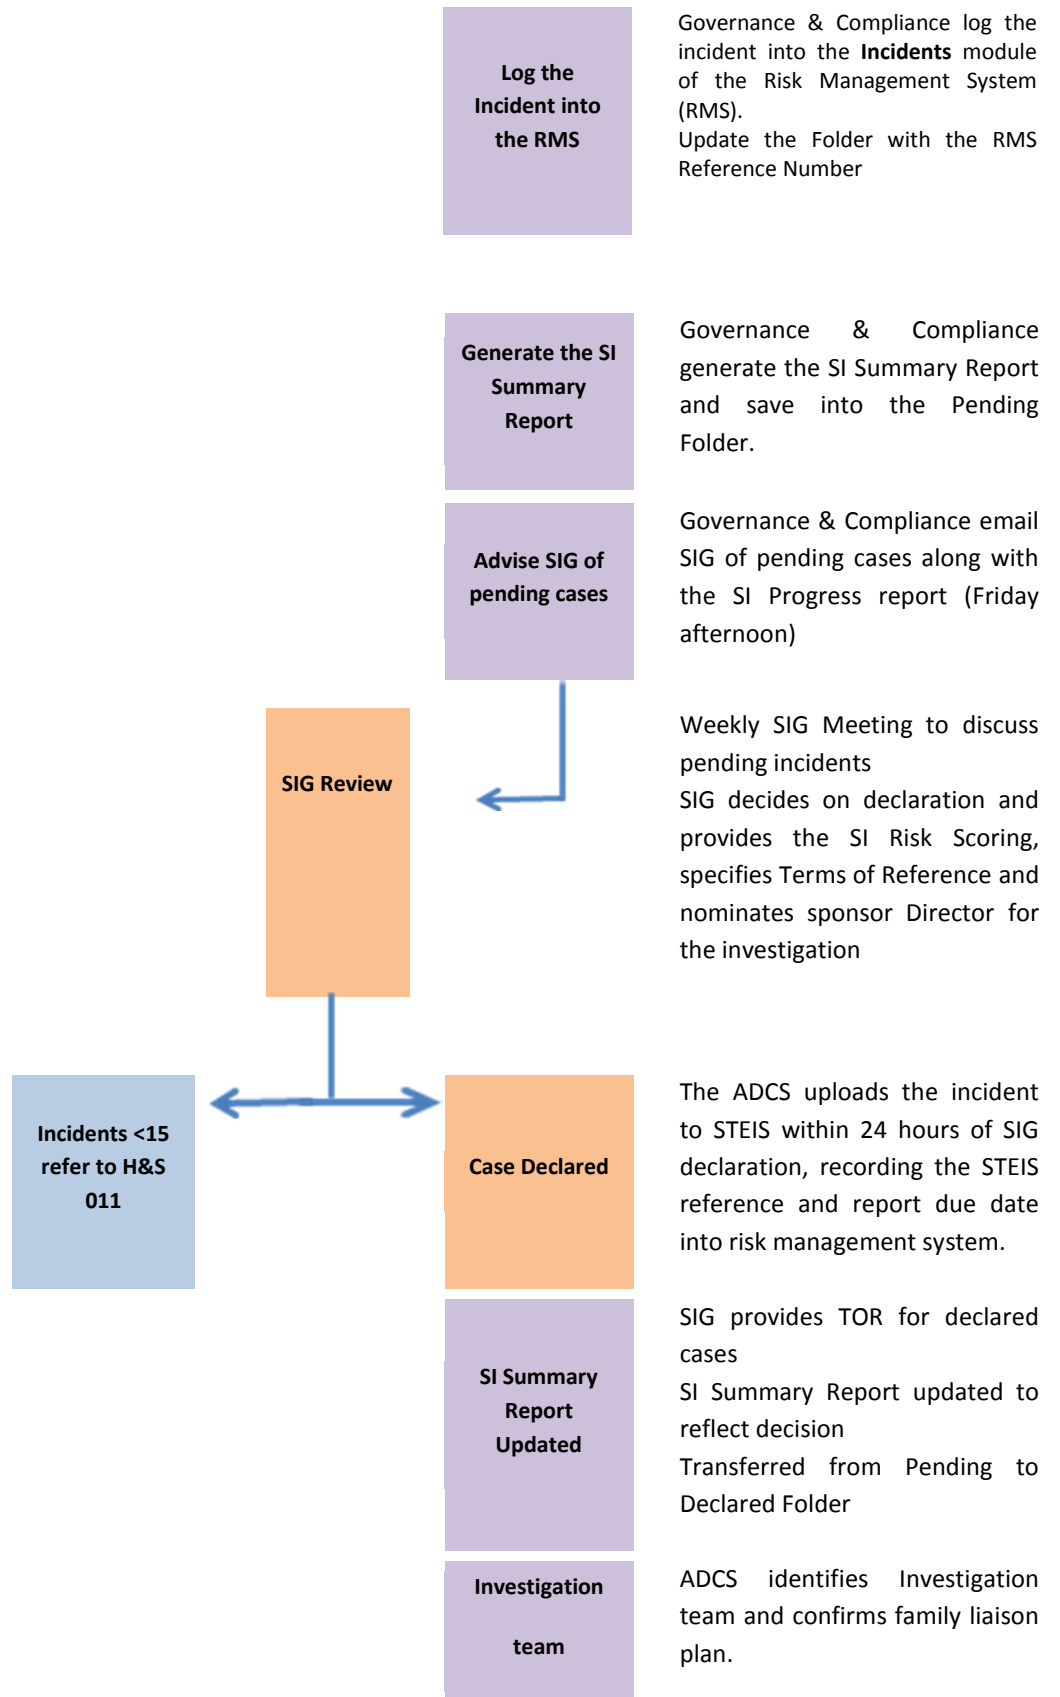 Log the
Incident into
the RMS
Governance & Compliance log the
incident into the Incidents module
of the Risk Management System
(RMS).
Update the Folder with the RMS
Reference Number
Generate the SI
Summary
Report
Governance & Compliance
generate the SI Summary Report
and save into the Pending
Folder.
Advise SIG of
pending cases
Governance & Compliance email
SIG of pending cases along with
the SI Progress report (Friday
afternoon)
SIG Review
Weekly SIG Meeting to discuss
pending incidents
SIG decides on declaration and
provides the SI Risk Scoring,
specifies Terms of Reference and
nominates sponsor Director for
the investigation
Incidents <15
refer to H&S
011
Case Declared
The ADCS uploads the incident
to STEIS within 24 hours of SIG
declaration, recording the STEIS
reference and report due date
into risk management system.
SI Summary
Report
Updated
SIG provides TOR for declared
cases
SI Summary Report updated to
reflect decision
Transferred from Pending to
Declared Folder
Investigation
team
ADCS identifies Investigation
team and confirms family liaison
plan.